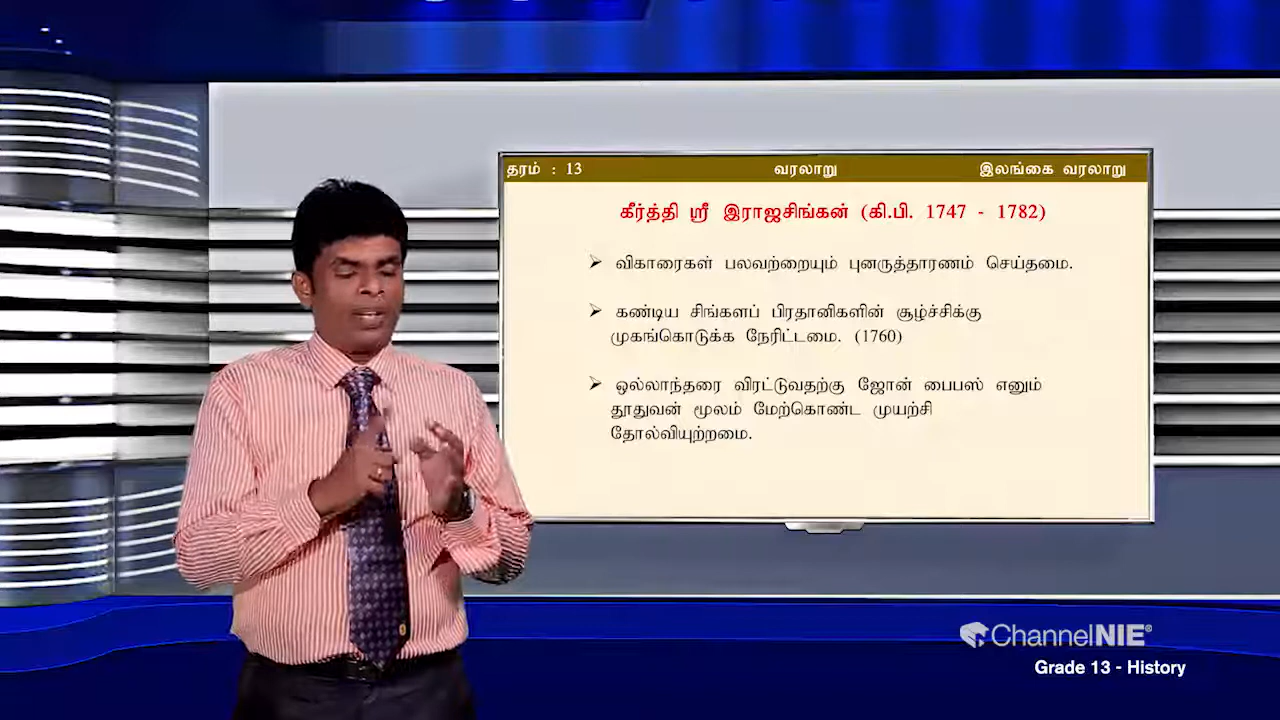 தரம் : 13 வரலாறு இலங்கை வரலாறு
கீர்த்தி ஸ்ரீ இராஜசிங்கன் (கி.பி. 1747 - 1782)
➢ விகாரைகள் பலவற்றையும் புனருத்தாரணம் செய்தமை.
➢ கண்டிய சிங்களப் பிரதானிகளின் சூழ்ச்சிக்கு
முகங்கொடுக்க நேரிட்டமை. (1760)
➢ ஒல்லாந்தரை விரட்டுவதற்கு ஜோன் பைபஸ் எனும்
தூதுவன் மூலம் மேற்கொண்ட முயற்சி
தோல்வியுற்றமை.
ChannelNIE®
Grade 13 - History